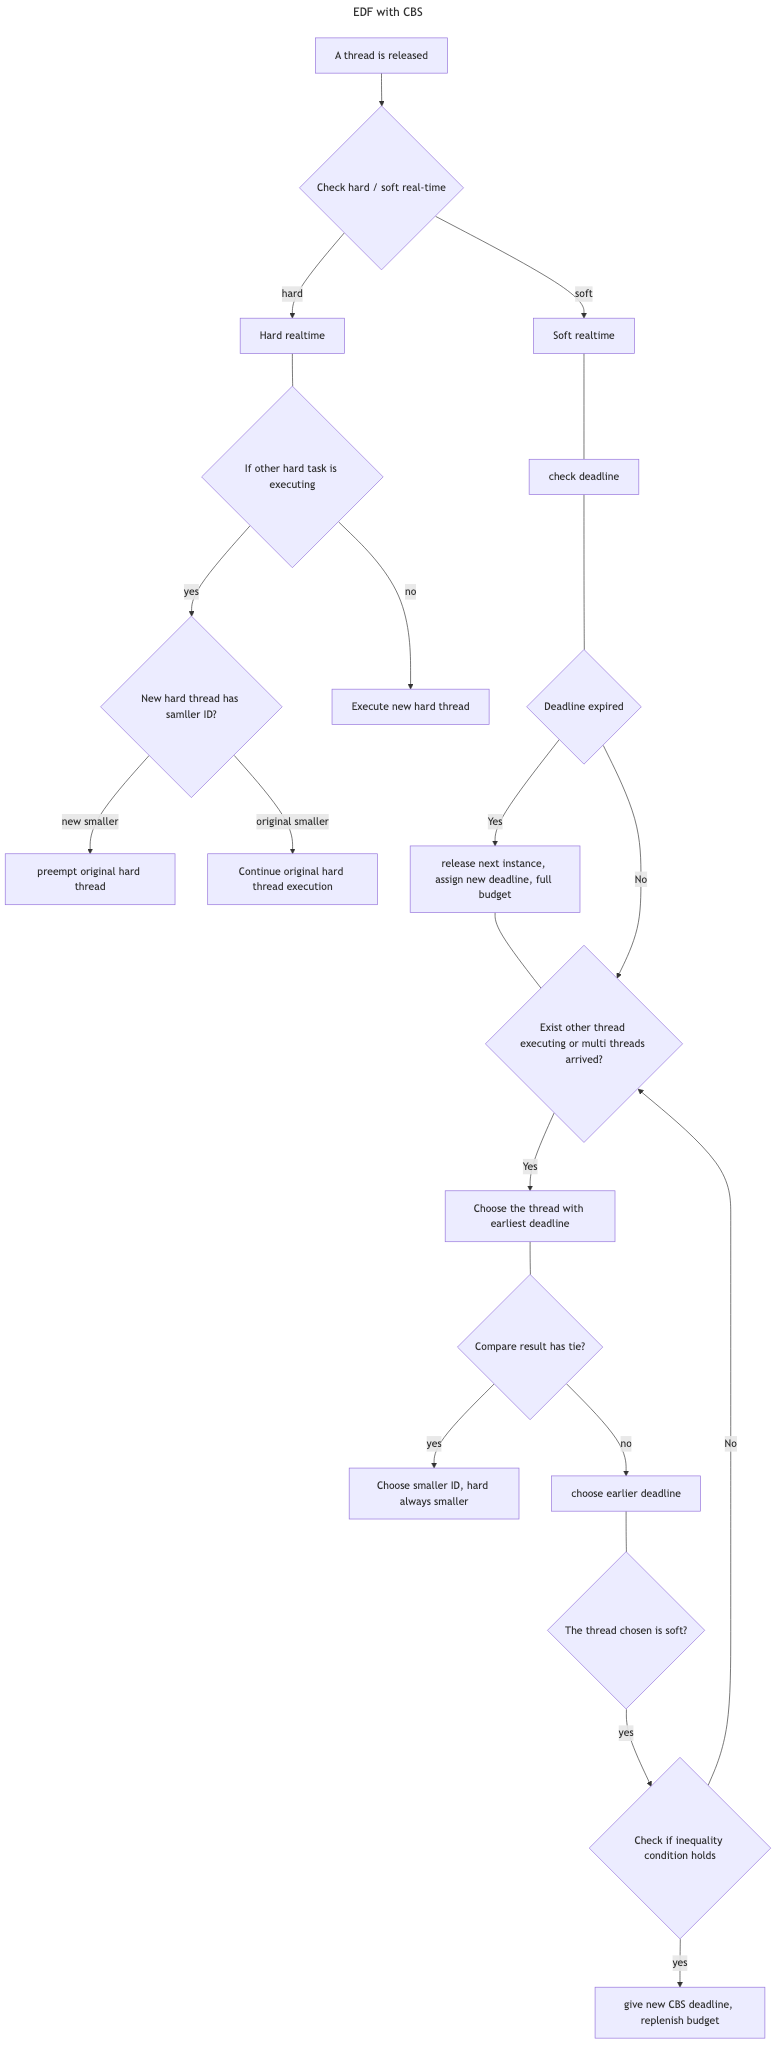 EDF with CBS
A thread is released
Check hard / soft real-time
hard
soft
Hard realtime
Soft realtime
If other hard task is
executing
check deadline
yes
no
New hard thread has
samller ID?
Execute new hard thread
Deadline expired
new smaller
original smaller
Yes
No
preempt original hard
thread
Continue original hard
thread execution
release next instance,
assign new deadline, full
budget
Exist other thread
executing or multi threads
arrived?
Yes
Choose the thread with
earliest deadline
Compare result has tie?
yes
no
No
Choose smaller ID, hard
always smaller
choose earlier deadline
The thread chosen is soft?
yes
Check if inequality
condition holds
yes
give new CBS deadline,
replenish budget